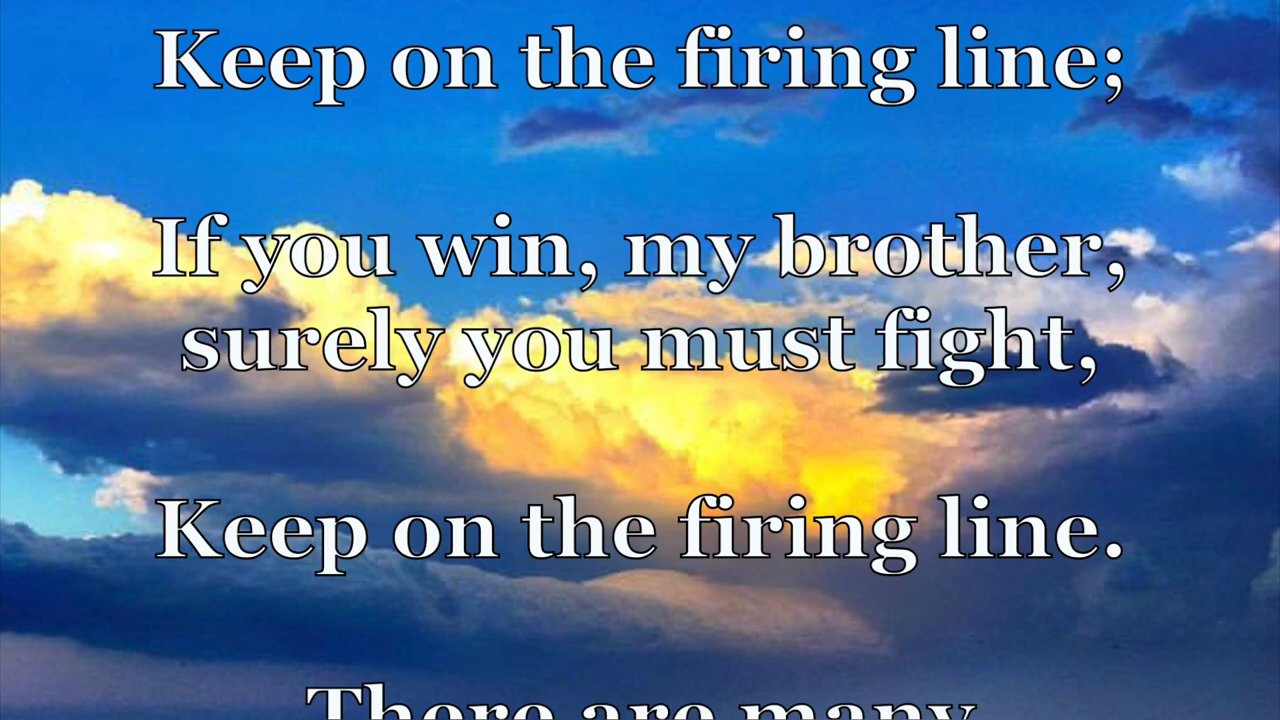 Keep on the firing line;
If you win, my brother,
surely you must fight,
Keep on the firing line.
There are many